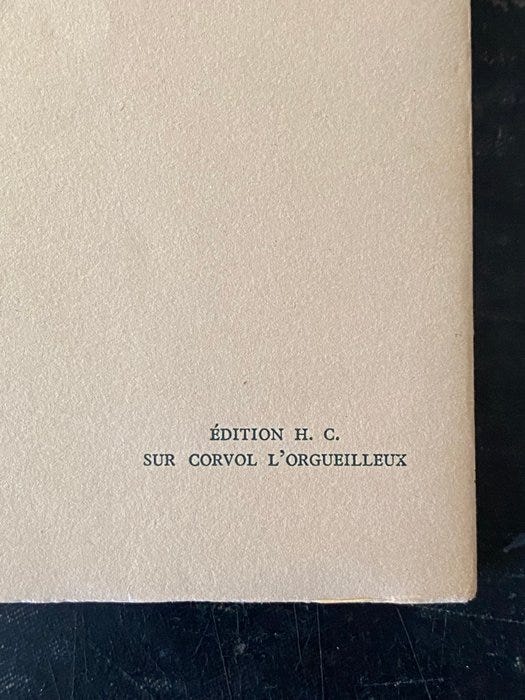 ÉDITION H. C.
SUR CORVOL L'ORGUEILLEUX